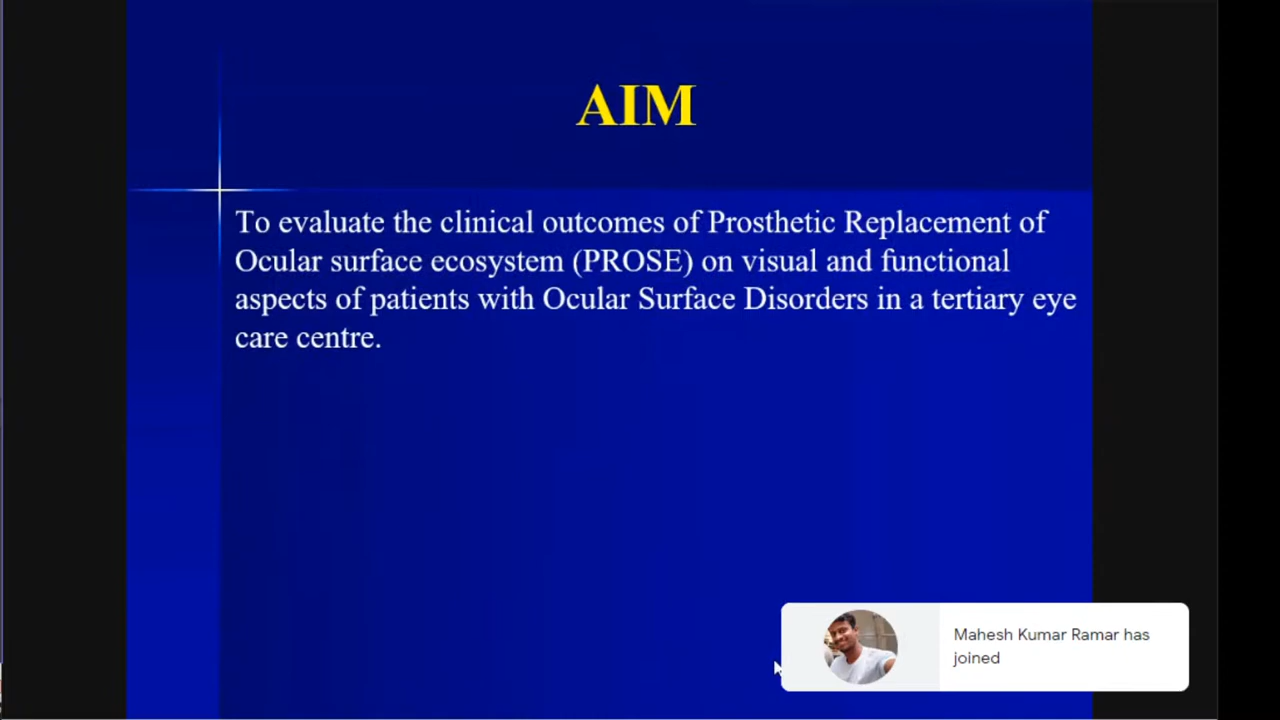 AIM
To evaluate the clinical outcomes of Prosthetic Replacement of
Ocular surface ecosystem (PROSE) on visual and functional
aspects of patients with Ocular Surface Disorders in a tertiary eye
care centre.
Mahesh Kumar Ramar has
joined